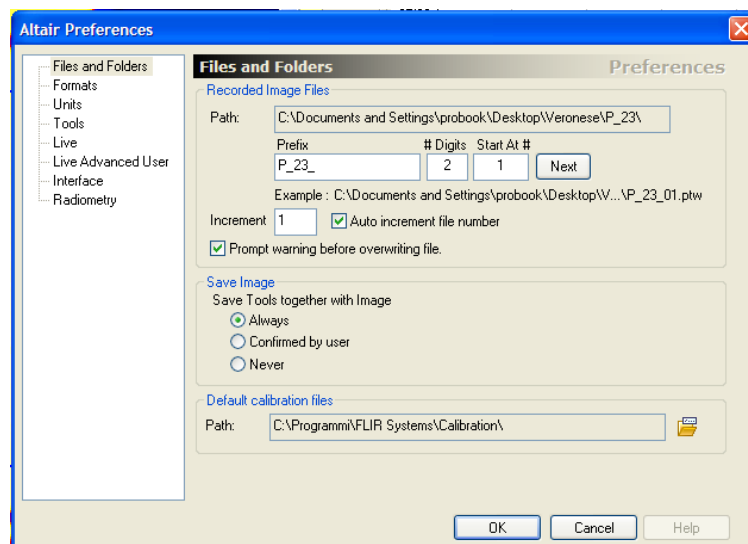 Altair Preferences
Files and Folders
Formats
Units
Tools
Live
Live Advanced User
Interface
Radiometry
Files and Folders Preferences
Recorded Image Files
Path: C:\Documents and Settings\probook\Desktop\Veronese\P_23\
Prefix # Digits Start At #
P_23_ 2 1 Next
Example : C:\Documents and Settings\probook\Desktop\V...\P_23_01.ptw
Increment 1 Auto increment file number
Prompt warning before overwriting file.
Save Image
Save Tools together with Image
Always
Confirmed by user
Never
Default calibration files
Path: C:\Programmi\FLIR Systems\Calibration\
OK Cancel Help